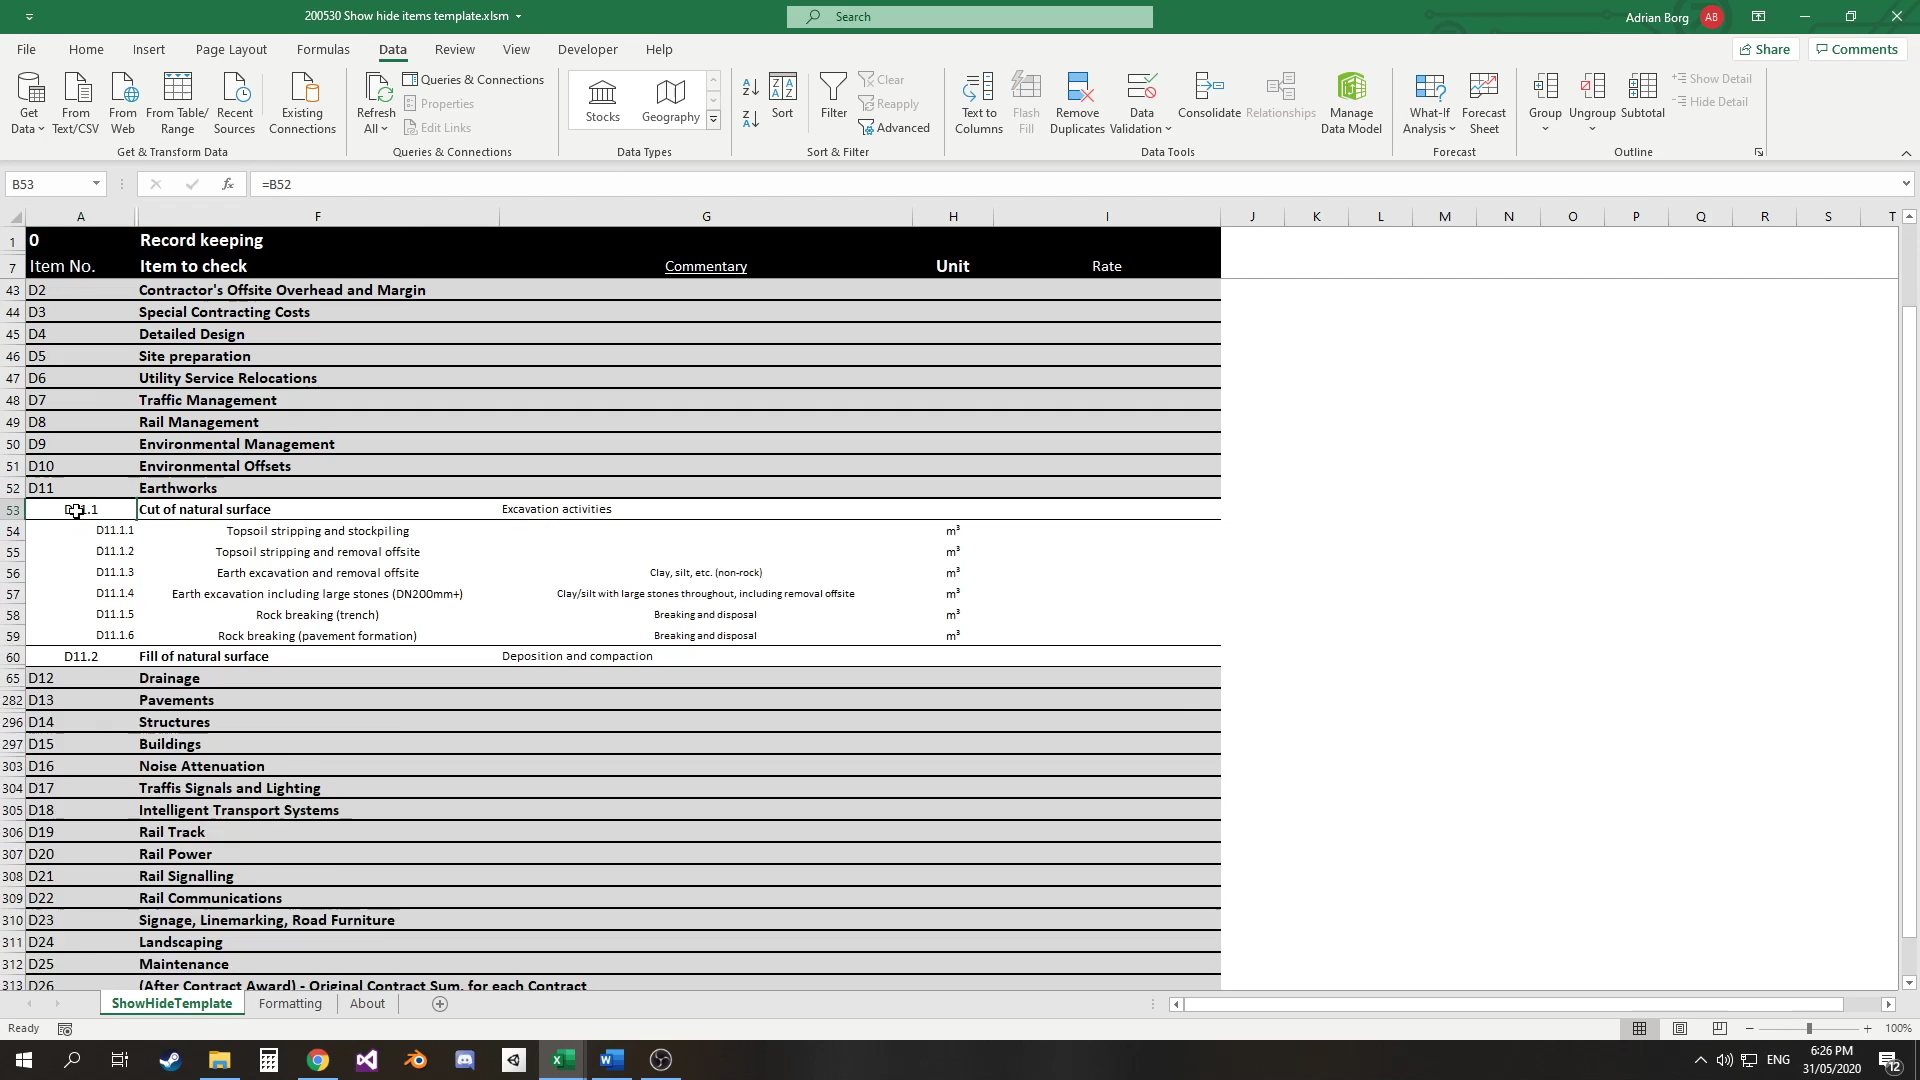 200530 Show hide items template.xlsm
Search
Adrian Borg
AB
File Home Insert Page Layout Formulas Data Review View Developer Help
Share
Comments
Get Data
From Text/CSV
From Web
From Table/ Range
Recent Sources
Existing Connections
Get & Transform Data
Refresh All
Queries & Connections
Properties
Edit Links
Queries & Connections
Stocks
Geography
Data Types
Sort
Filter
Clear
Reapply
Advanced
Sort & Filter
Text to Columns
Flash Fill
Remove Duplicates
Data Validation
Consolidate
Relationships
Manage Data Model
Data Tools
What-If Analysis
Forecast Sheet
Forecast
Group
Ungroup
Subtotal
Show Detail
Hide Detail
Outline
B53
fx
=B52
A F G H I J K L M N O P Q R S T
1 0 Record keeping
7 Item No. Item to check Commentary Unit Rate
43 D2 Contractor's Offsite Overhead and Margin
44 D3 Special Contracting Costs
45 D4 Detailed Design
46 D5 Site preparation
47 D6 Utility Service Relocations
48 D7 Traffic Management
49 D8 Rail Management
50 D9 Environmental Management
51 D10 Environmental Offsets
52 D11 Earthworks
53 Cut of natural surface Excavation activities
54 D11.1.1 Topsoil stripping and stockpiling m³
55 D11.1.2 Topsoil stripping and removal offsite m³
56 D11.1.3 Earth excavation and removal offsite Clay, silt, etc. (non-rock) m³
57 D11.1.4 Earth excavation including large stones (DN200mm+) Clay/silt with large stones throughout, including removal offsite m³
58 D11.1.5 Rock breaking (trench) Breaking and disposal m³
59 D11.1.6 Rock breaking (pavement formation) Breaking and disposal m³
60 D11.2 Fill of natural surface Deposition and compaction
65 D12 Drainage
282 D13 Pavements
296 D14 Structures
297 D15 Buildings
303 D16 Noise Attenuation
304 D17 Traffis Signals and Lighting
305 D18 Intelligent Transport Systems
306 D19 Rail Track
307 D20 Rail Power
308 D21 Rail Signalling
309 D22 Rail Communications
310 D23 Signage, Linemarking, Road Furniture
311 D24 Landscaping
312 D25 Maintenance
313 D26 (After Contract Award) - Original Contract Sum, for each Contract
ShowHideTemplate Formatting About
Ready
100%
ENG
6:26 PM
31/05/2020
12